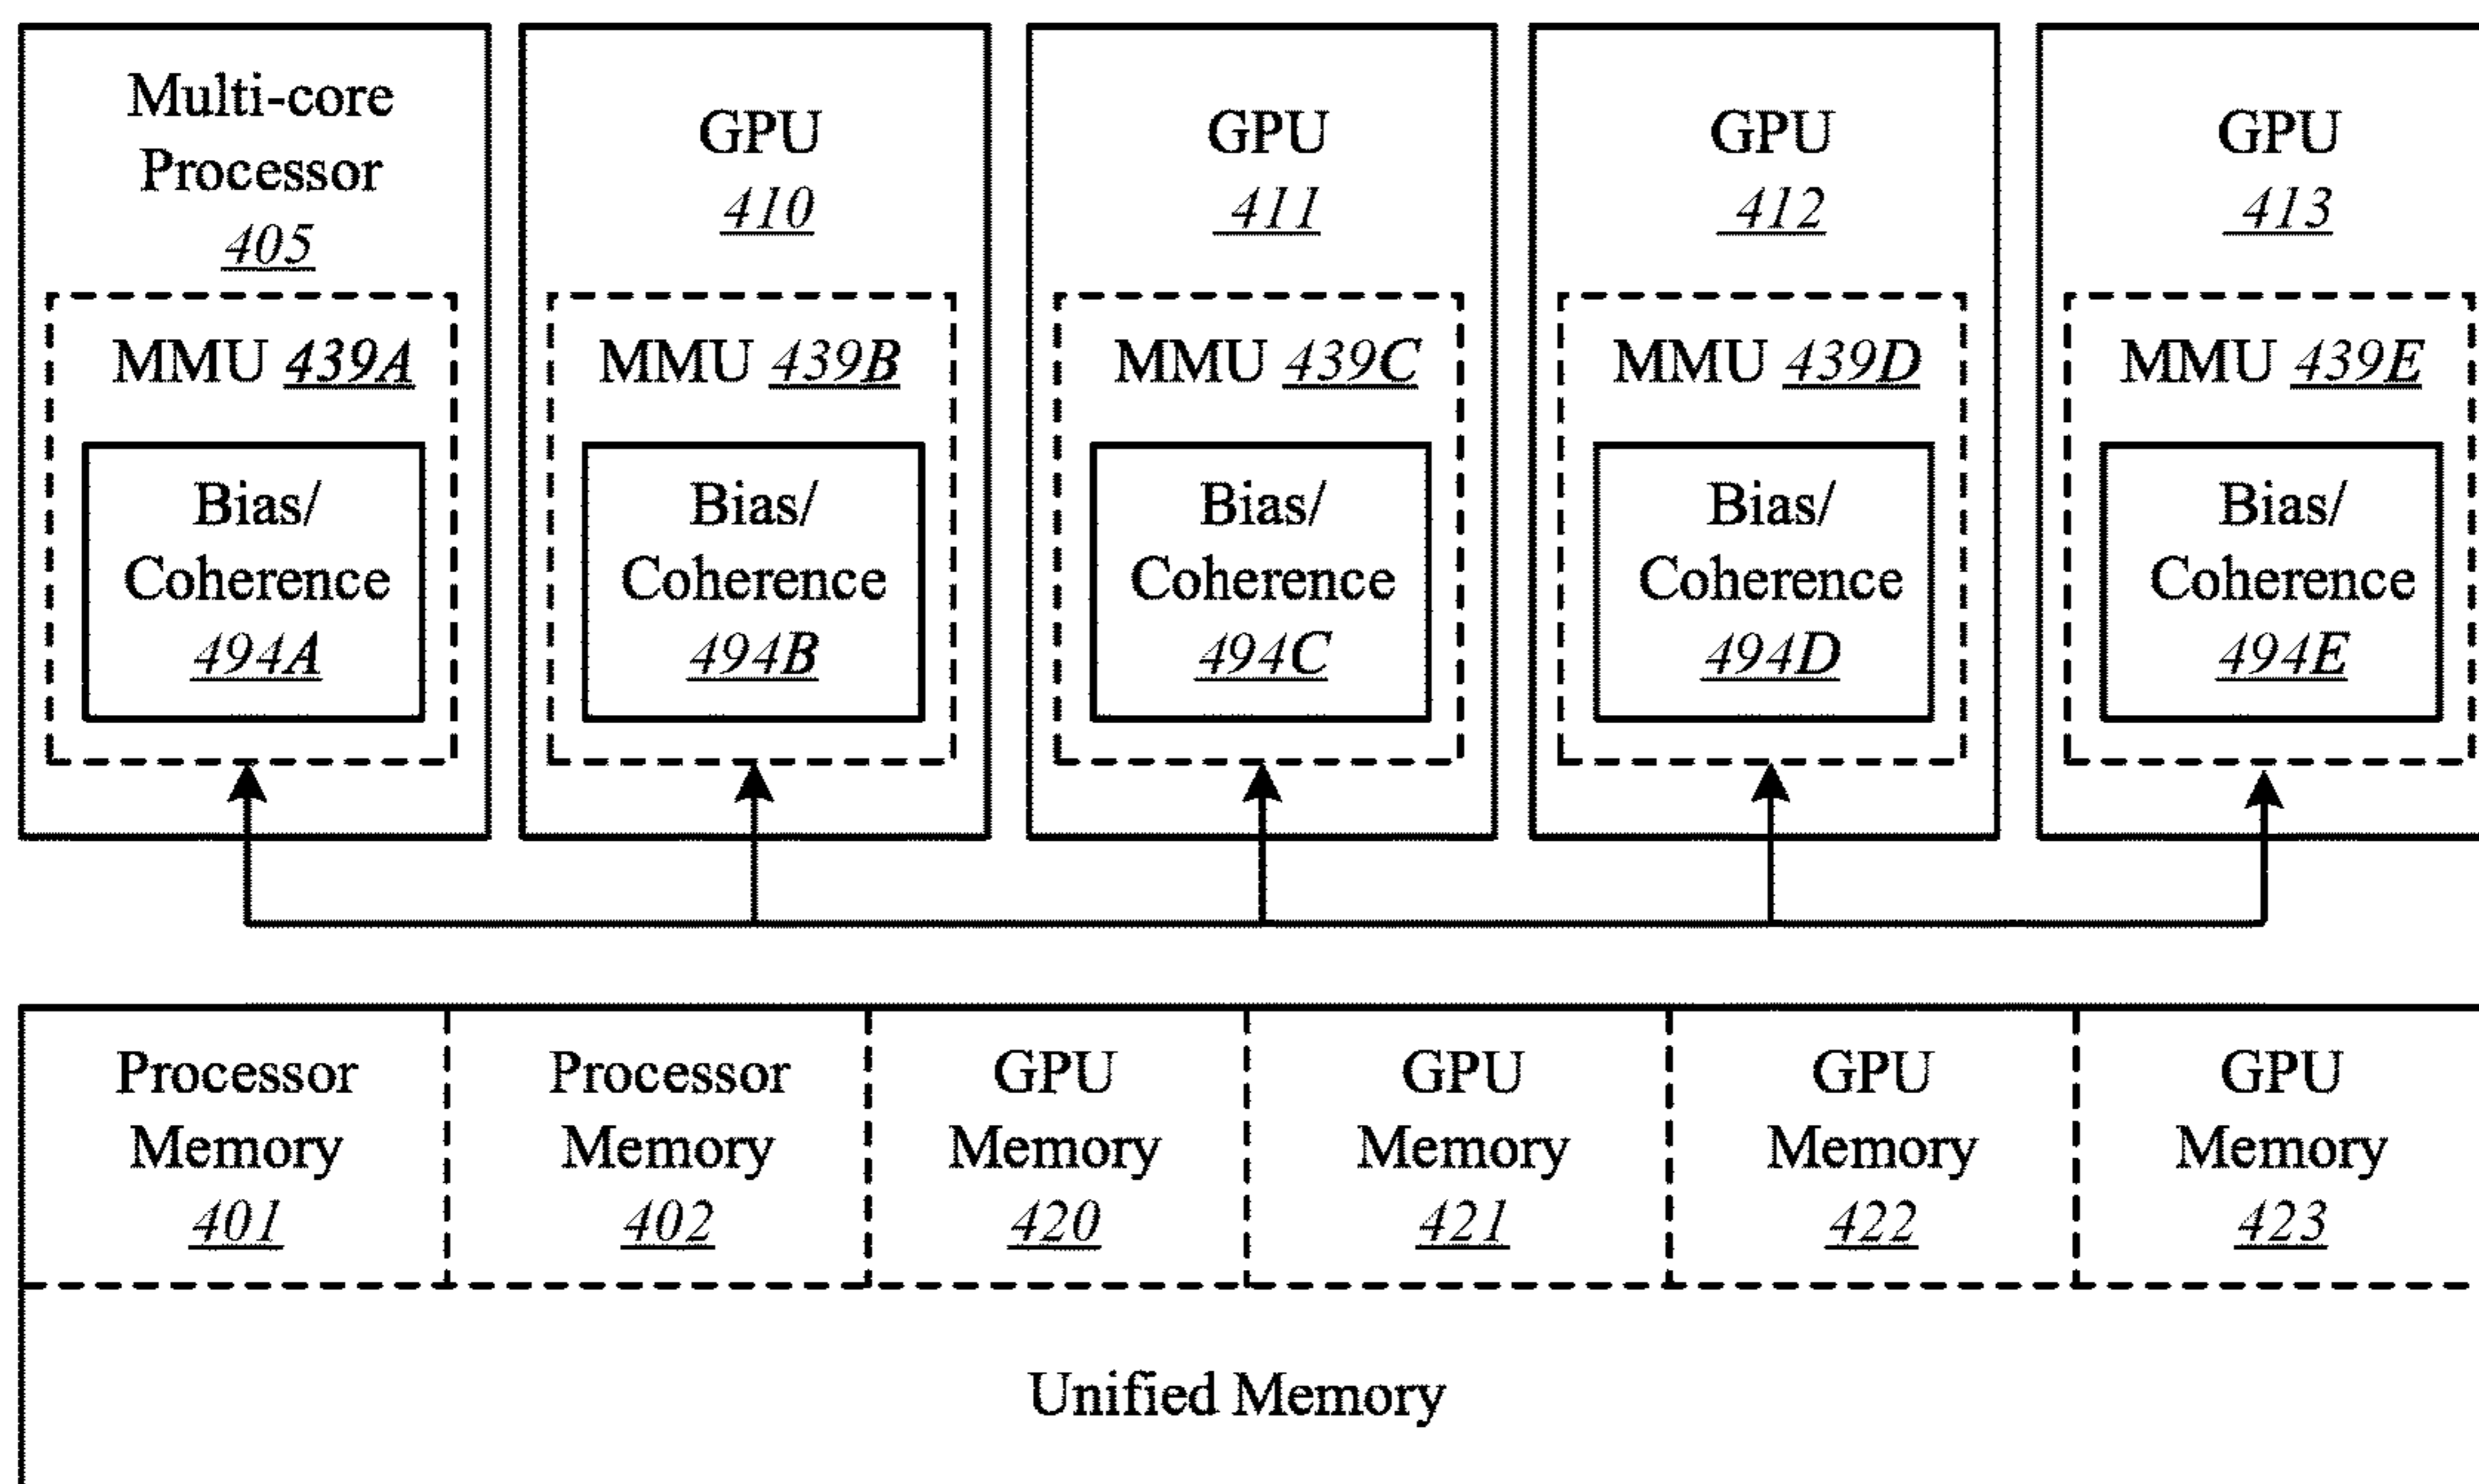 Multi-core
Processor
405
MMU 439A
Bias/
Coherence
494A
GPU
410
MMU 439B
Bias/
Coherence
494B
GPU
411
MMU 439C
Bias/
Coherence
494C
GPU
412
MMU 439D
Bias/
Coherence
494D
GPU
413
MMU 439E
Bias/
Coherence
494E
Processor
Memory
401
Processor
Memory
402
GPU
Memory
420
GPU
Memory
421
GPU
Memory
422
GPU
Memory
423
Unified Memory